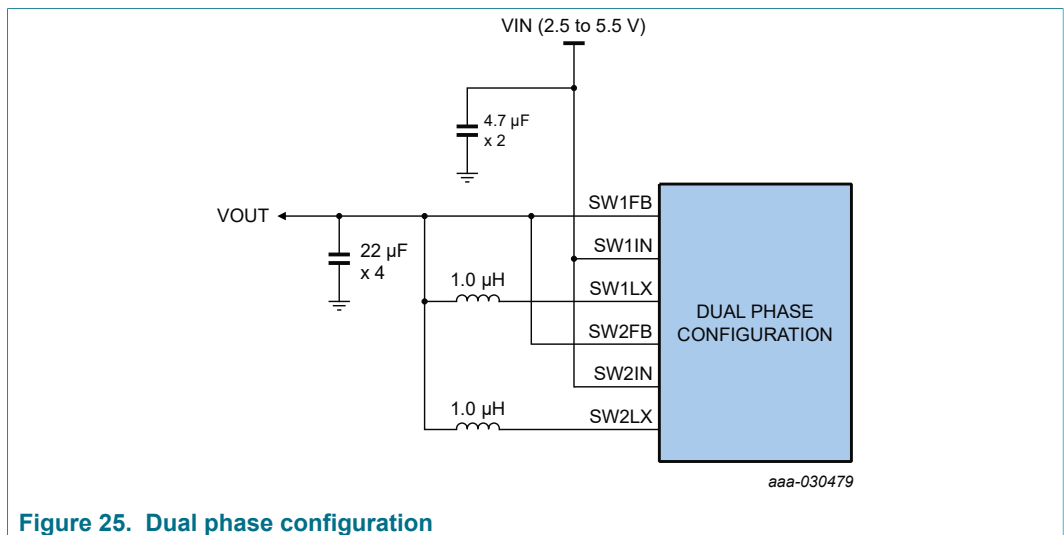 VIN (2.5 to 5.5 V)
4.7 µF
x 2
SW1FB
VOUT
SW1IN
22 µF
x 4
1.0 µH
SW1LX
DUAL PHASE
CONFIGURATION
SW2FB
SW2IN
1.0 µH
SW2LX
aaa-030479
Figure 25. Dual phase configuration